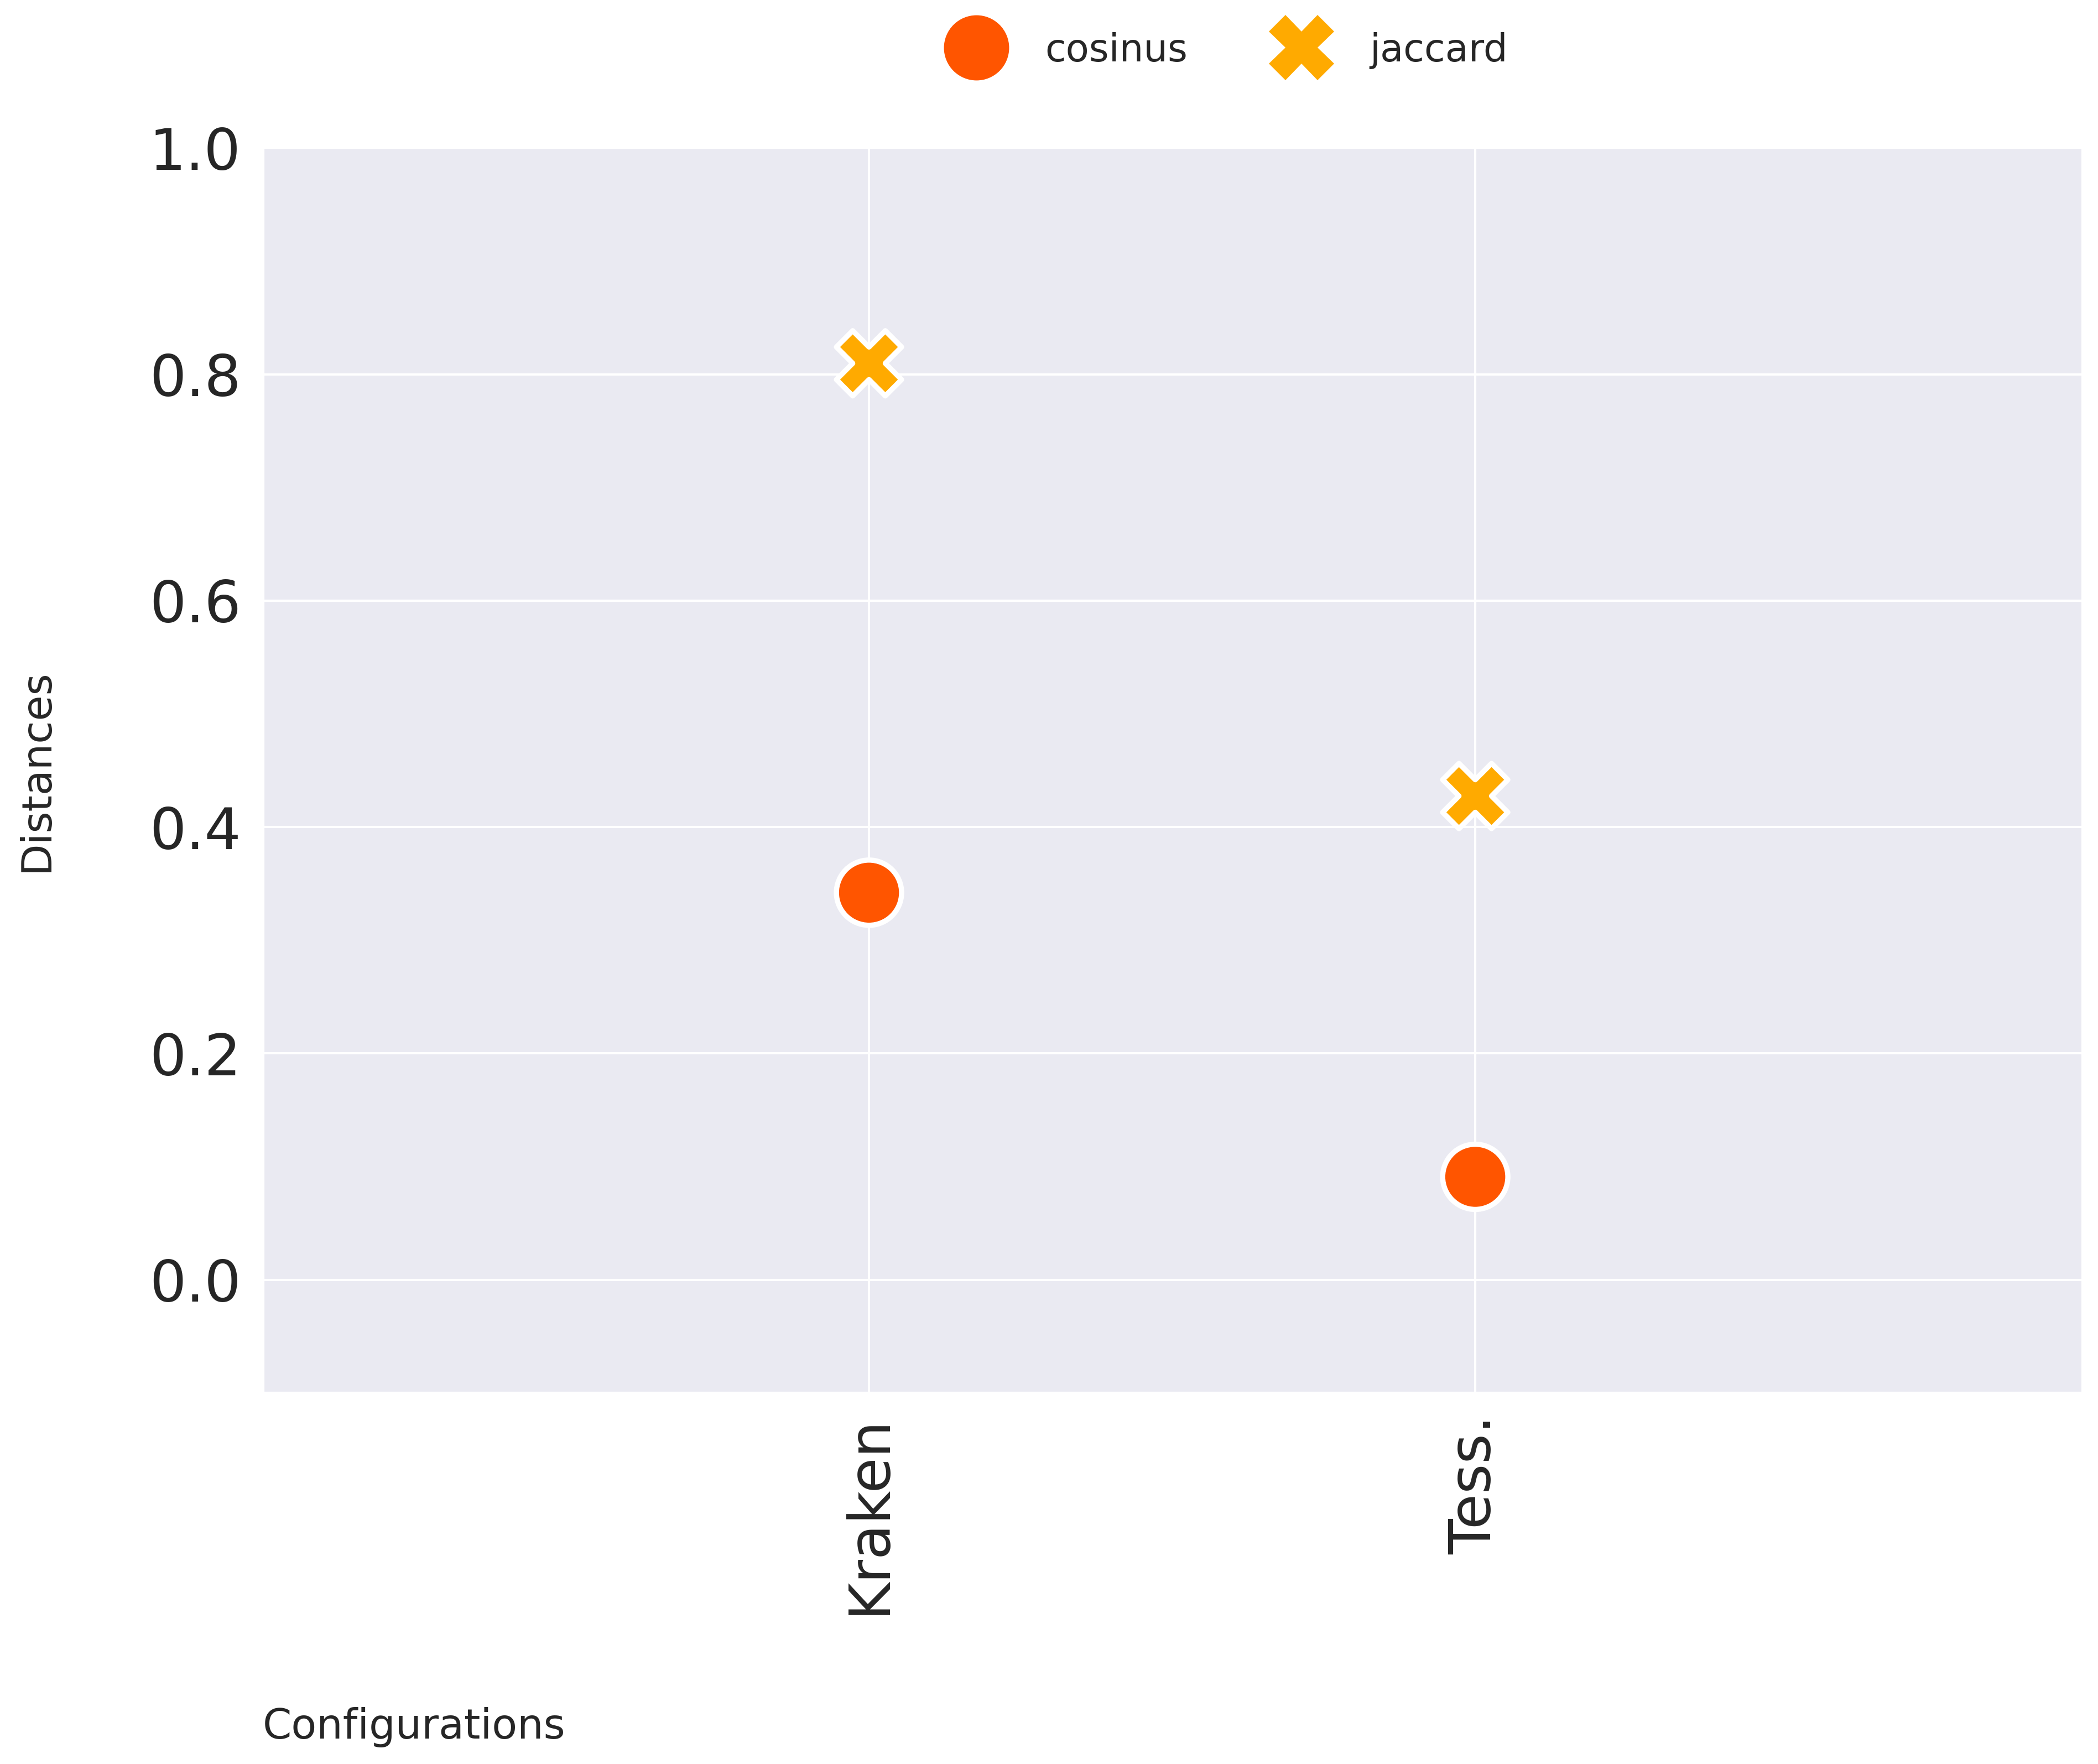 cosinus jaccard
1.0
0.8
0.6
0.4
0.2
0.0
Distances
Kraken
Tess.
Configurations